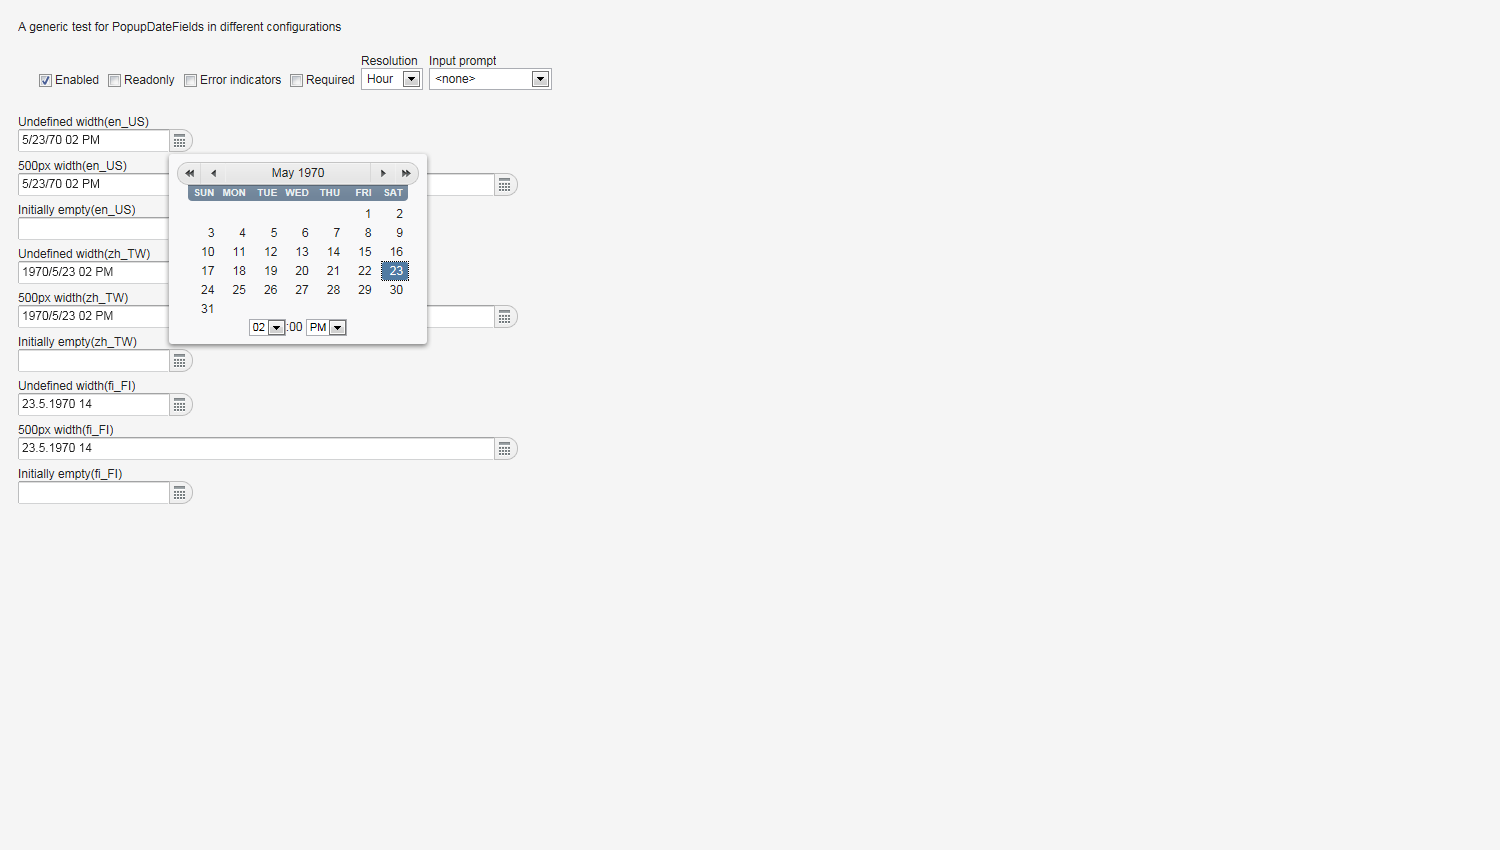 A generic test for PopupDateFields in different configurations
Resolution Input prompt
Enabled Readonly Error indicators Required Hour <none>
Undefined width(en_US)
5/23/70 02 PM
500px width(en_US)
5/23/70 02 PM
Initially empty(en_US)
Undefined width(zh_TW)
1970/5/23 02 PM
500px width(zh_TW)
1970/5/23 02 PM
Initially empty(zh_TW)
Undefined width(fi_FI)
23.5.1970 14
500px width(fi_FI)
23.5.1970 14
Initially empty(fi_FI)
May 1970
SUN MON TUE WED THU FRI SAT
1 2
3 4 5 6 7 8 9
10 11 12 13 14 15 16
17 18 19 20 21 22 23
24 25 26 27 28 29 30
31
02 :00 PM